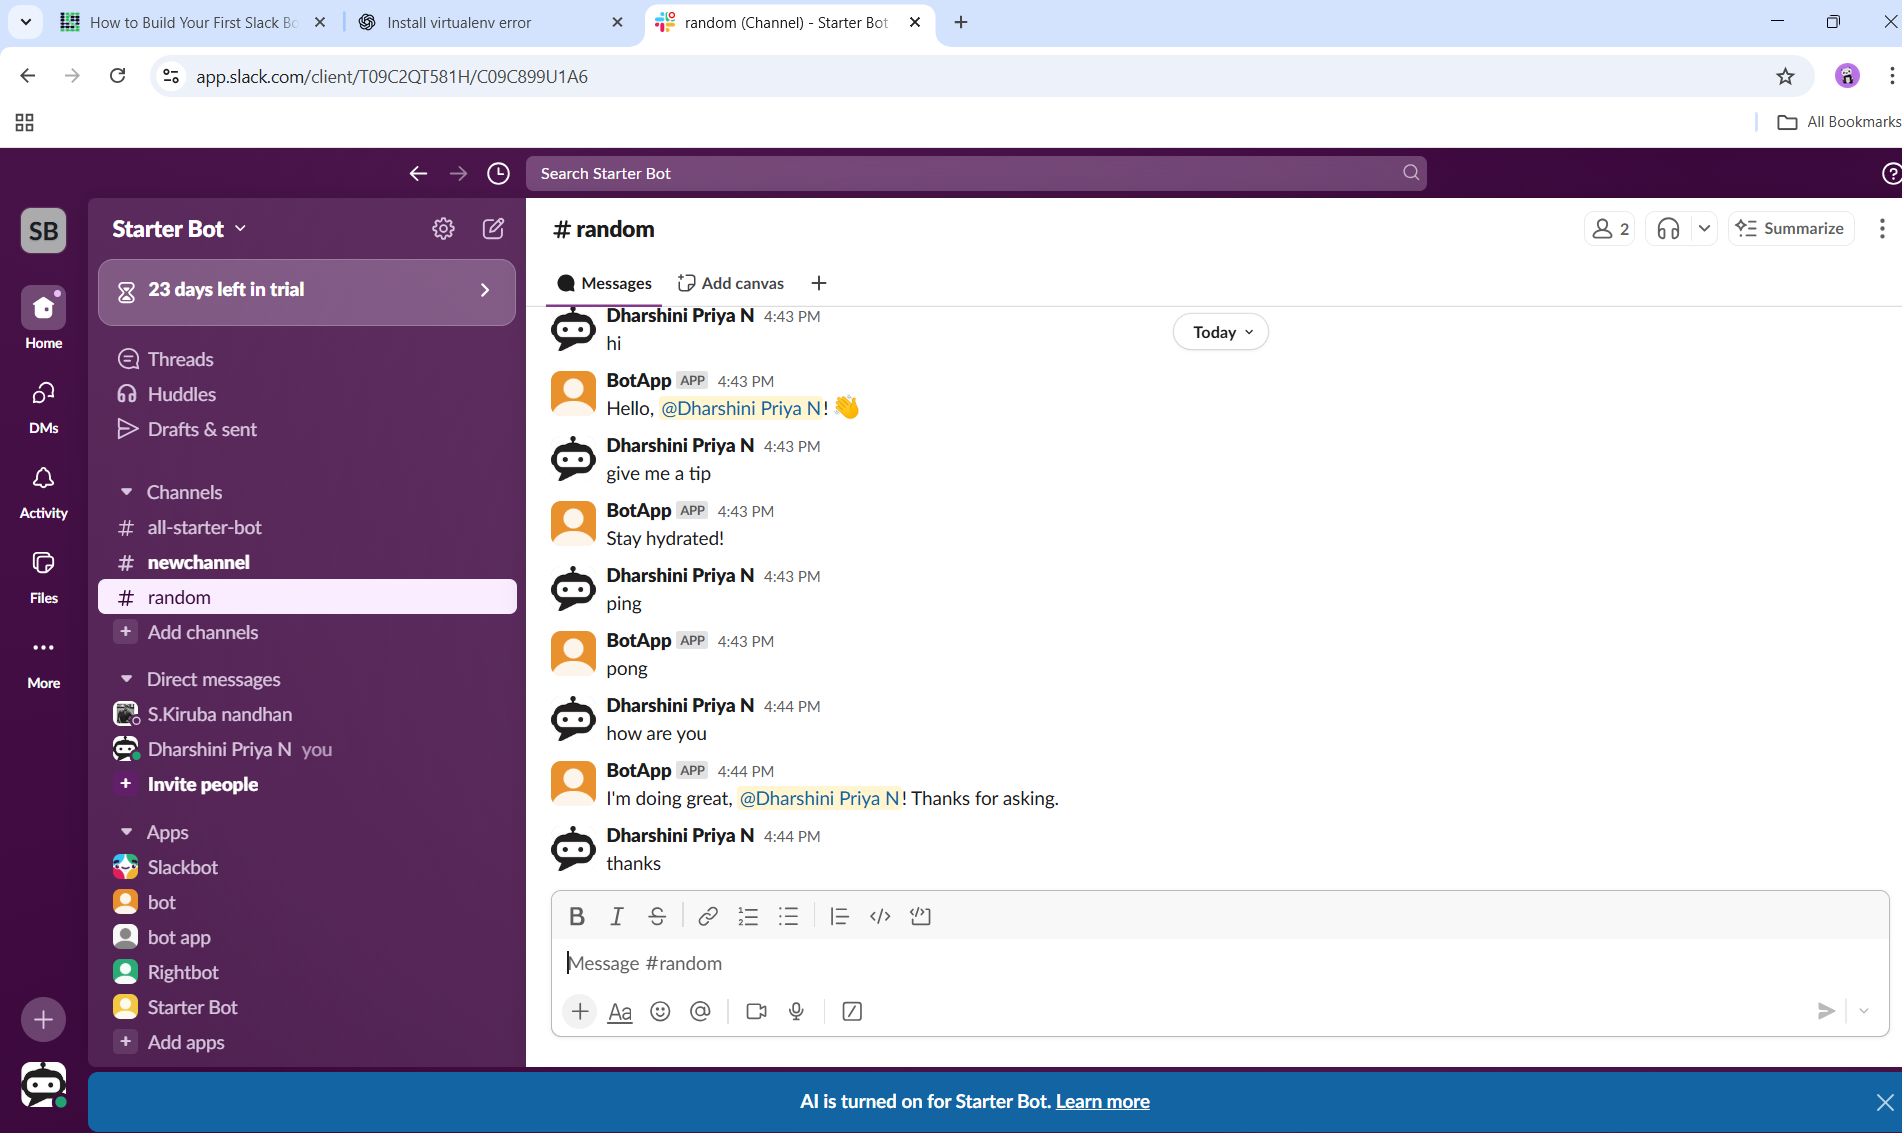 How to Build Your First Slack Bo
Install virtualenv error
random (Channel) - Starter Bot
app.slack.com/client/T09C2QT581H/C09C899U1A6
All Bookmarks
Search Starter Bot
SB
Home
DMs
Activity
Files
More
Starter Bot
23 days left in trial
Threads
Huddles
Drafts & sent
Channels
# all-starter-bot
# newchannel
# random
+ Add channels
Direct messages
S.Kiruba nandhan
Dharshini Priya N you
+ Invite people
Apps
Slackbot
bot
bot app
Rightbot
Starter Bot
+ Add apps
# random
2
Summarize
Messages
Add canvas
Today
Dharshini Priya N 4:43 PM
hi
BotApp APP 4:43 PM
Hello, @Dharshini Priya N! 👋
Dharshini Priya N 4:43 PM
give me a tip
BotApp APP 4:43 PM
Stay hydrated!
Dharshini Priya N 4:43 PM
ping
BotApp APP 4:43 PM
pong
Dharshini Priya N 4:44 PM
how are you
BotApp APP 4:44 PM
I'm doing great, @Dharshini Priya N! Thanks for asking.
Dharshini Priya N 4:44 PM
thanks
B I S
Message #random
Aa
AI is turned on for Starter Bot. Learn more